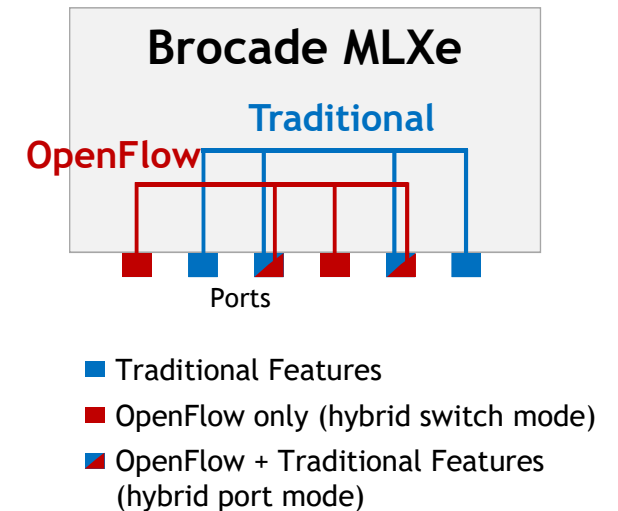 Brocade MLXe
Traditional
OpenFlow
Ports
Traditional Features
OpenFlow only (hybrid switch mode)
OpenFlow + Traditional Features
(hybrid port mode)